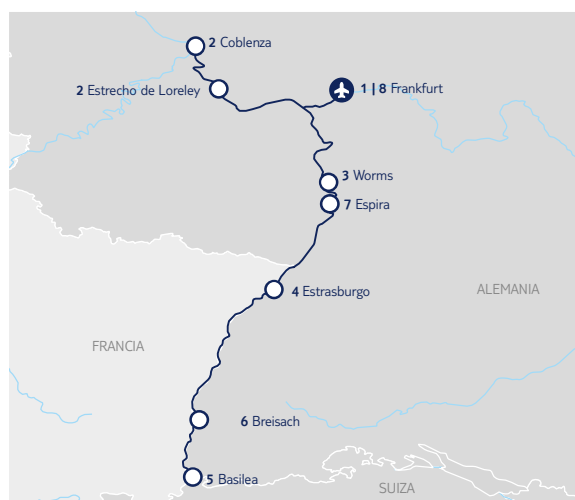 2 Coblenza
2 Estrecho de Loreley
1 | 8 Frankfurt
3 Worms
7 Espira
4 Estrasburgo
ALEMANIA
FRANCIA
6 Breisach
5 Basilea
SUIZA